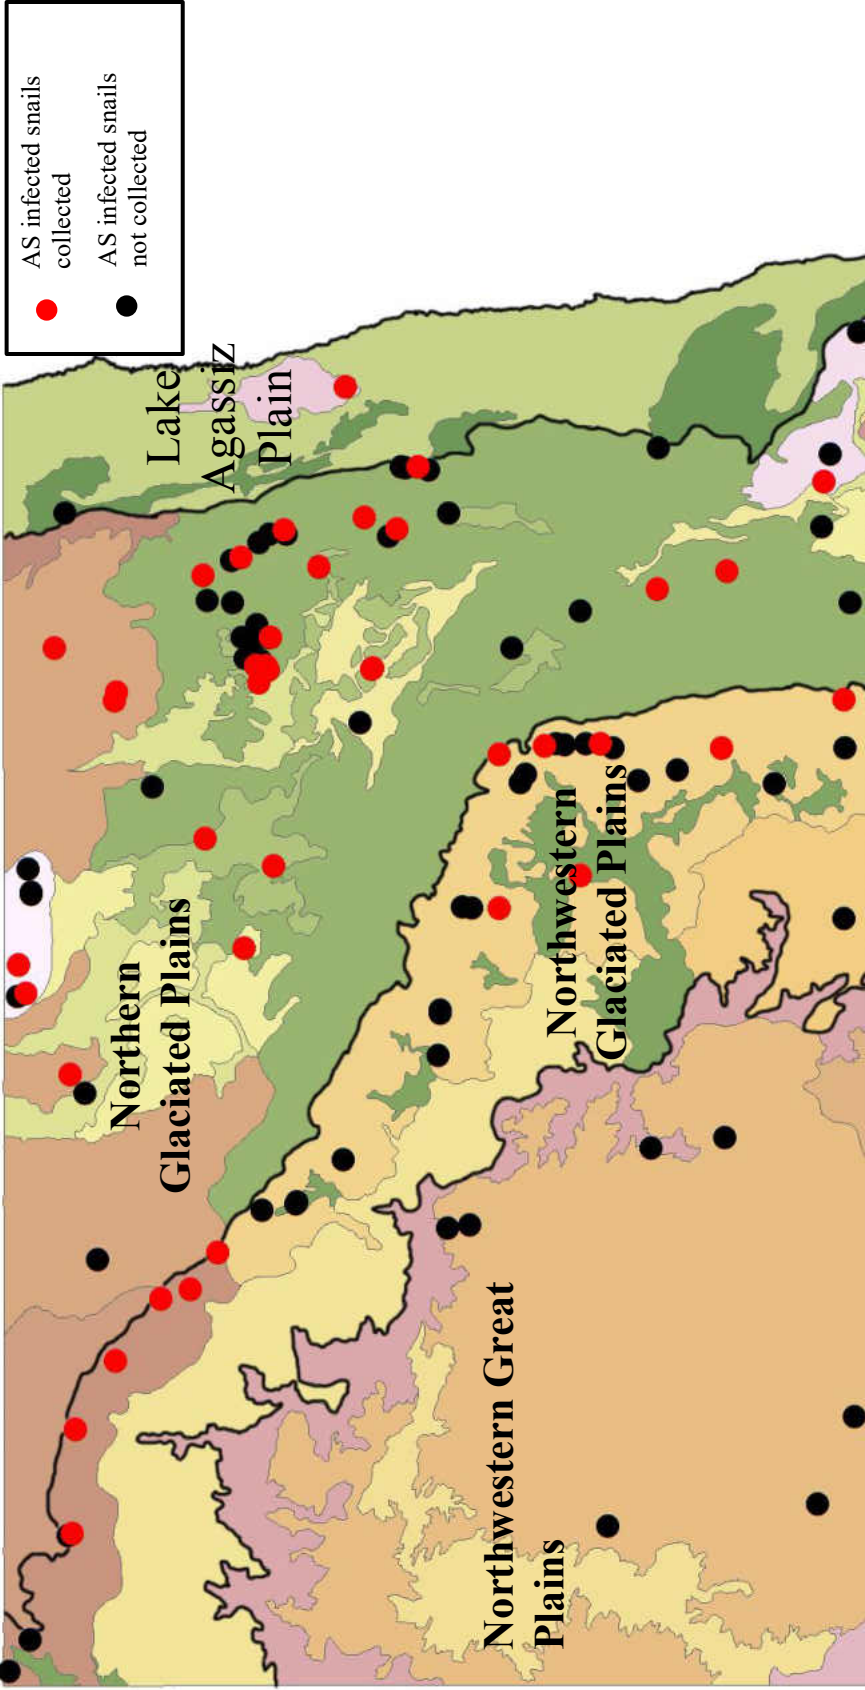 AS infected snails
collected
AS infected snails
not collected
Lake
Agassiz
Plain
Northern
Glaciated Plains
Northwestern
Glaciated Plains
Northwestern Great
Plains